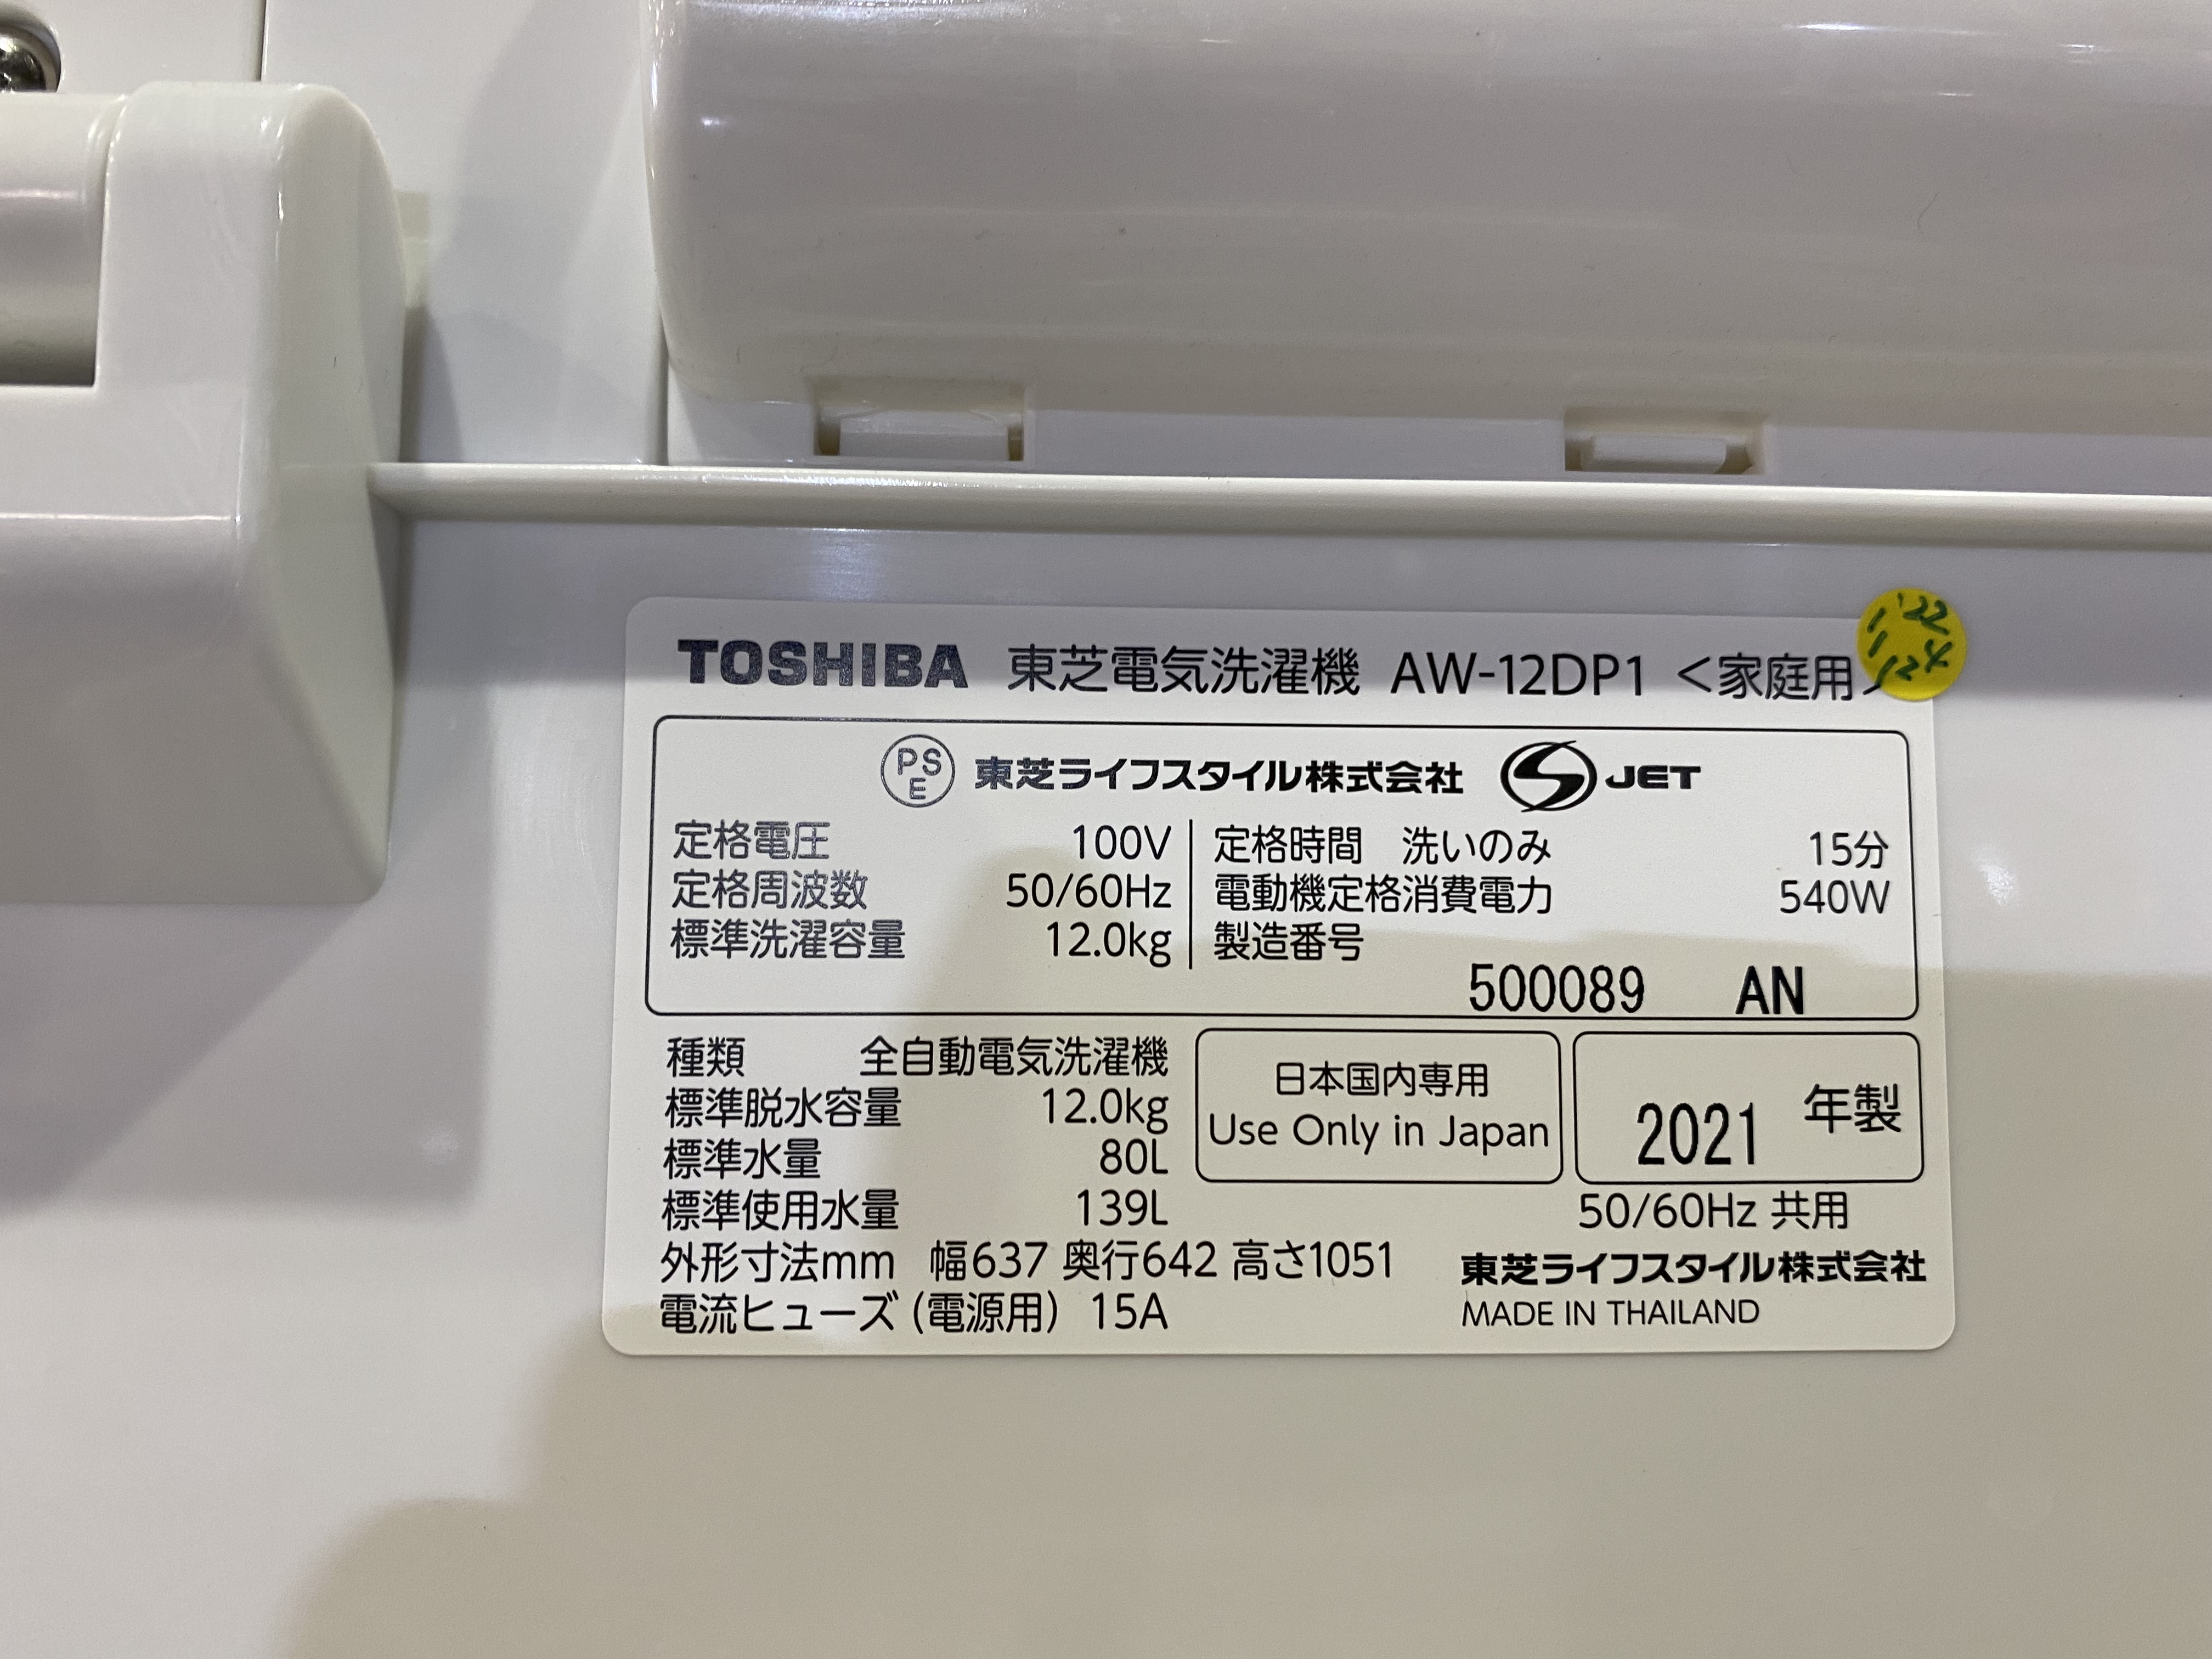 TOSHIBA 東芝電気洗濯機 AW-12DP1 <家庭用>
'22
PSE 東芝ライフスタイル株式会社 S JET
定格電圧 100V
定格周波数 50/60Hz
標準洗濯容量 12.0kg
定格時間 洗いのみ 15分
電動機定格消費電力 540W
製造番号
500089 AN
種類 全自動電気洗濯機
標準脱水容量 12.0kg
標準水量 80L
標準使用水量 139L
外形寸法mm 幅637 奥行642 高さ1051
電流ヒューズ (電源用) 15A
日本国内専用
Use Only in Japan
2021 年製
50/60Hz 共用
東芝ライフスタイル株式会社
MADE IN THAILAND